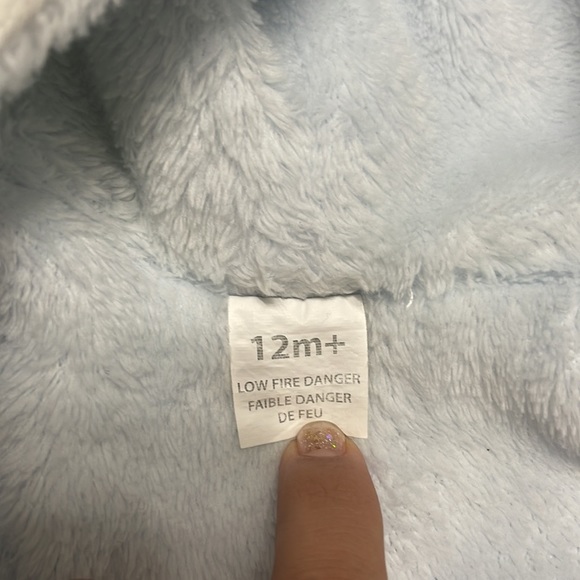 12m+
LOW FIRE DANGER
FAIBLE DANGER
DE FEU